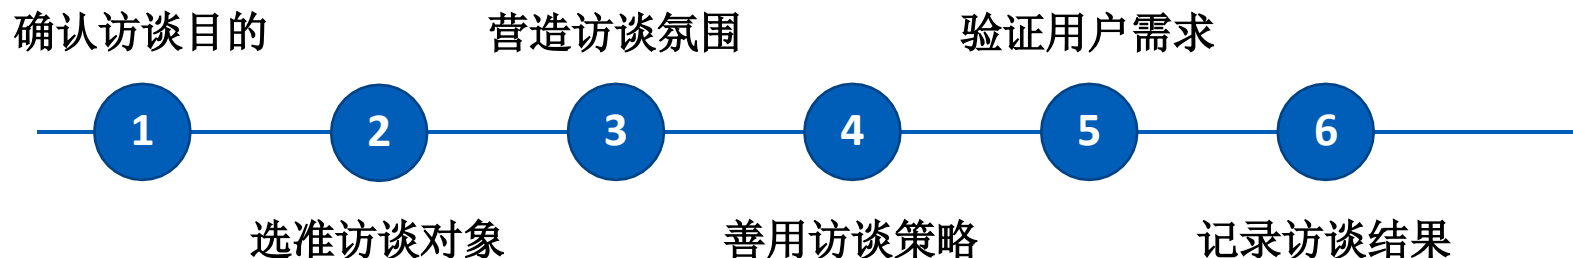 确认访谈目的
营造访谈氛围
验证用户需求
1
2
3
4
5
6
选准访谈对象
善用访谈策略
记录访谈结果